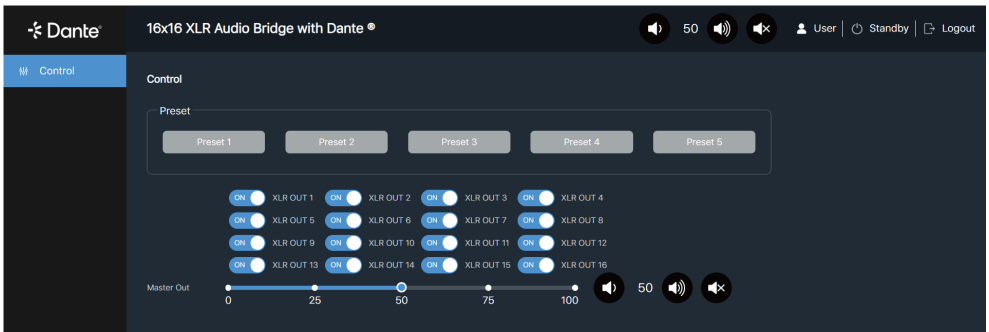 Dante®
16x16 XLR Audio Bridge with Dante ®
50
User
Standby
Logout
Control
Control
Preset
Preset 1
Preset 2
Preset 3
Preset 4
Preset 5
ON XLR OUT 1 ON XLR OUT 2 ON XLR OUT 3 ON XLR OUT 4
ON XLR OUT 5 ON XLR OUT 6 ON XLR OUT 7 ON XLR OUT 8
ON XLR OUT 9 ON XLR OUT 10 ON XLR OUT 11 ON XLR OUT 12
ON XLR OUT 13 ON XLR OUT 14 ON XLR OUT 15 ON XLR OUT 16
Master Out
0 25 50 75 100
50